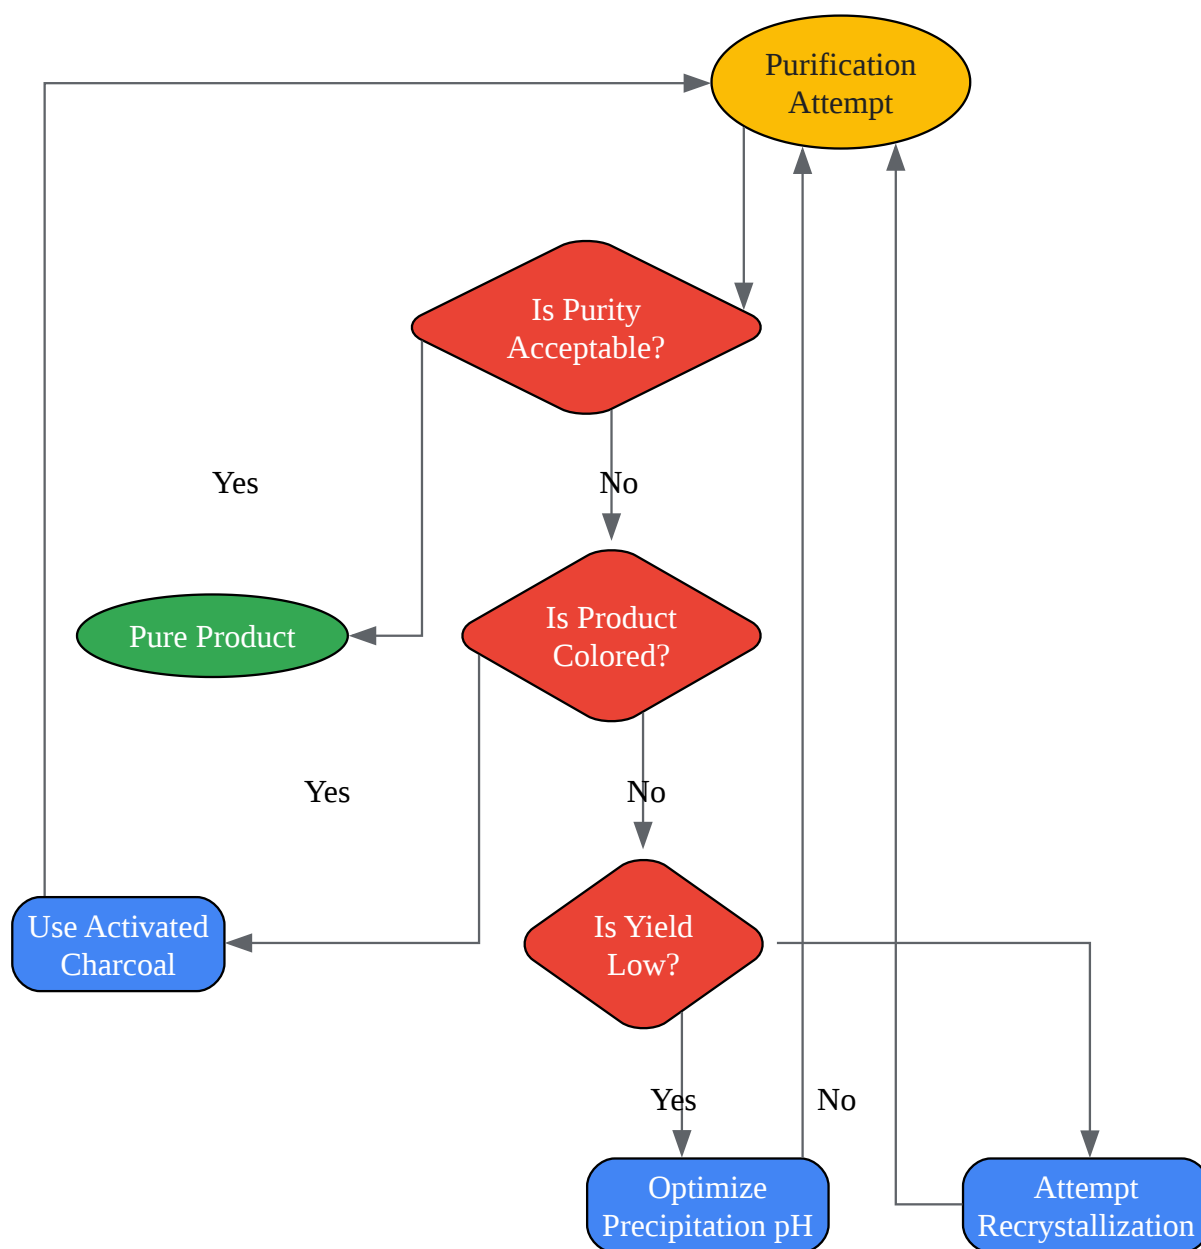 Purification
Attempt
Is Purity
Acceptable?
Yes
No
Is Product
Colored?
Pure Product
Yes
No
Use Activated
Charcoal
Is Yield
Low?
Yes
No
Optimize
Precipitation pH
Attempt
Recrystallization